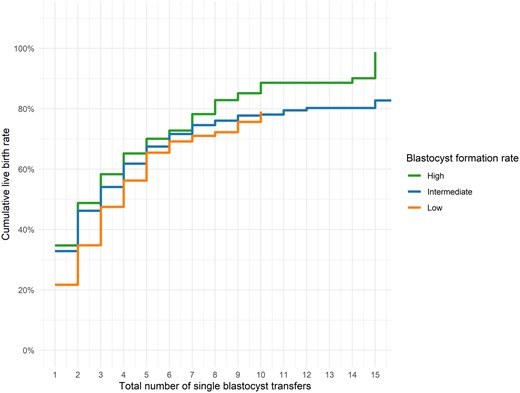 100%
80%
60%
40%
20%
0%
Cumulative live birth rate
1 2 3 4 5 6 7 8 9 10 11 12 13 14 15
Total number of single blastocyst transfers
Blastocyst formation rate
High
Intermediate
Low